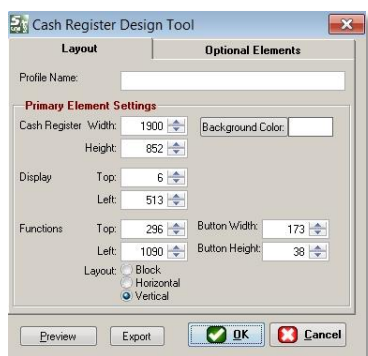 Cash Register Design Tool
Layout Optional Elements
Profile Name:
Primary Element Settings
Cash Register Width: 1900 Background Color:
Height: 852
Display Top: 6
Left: 513
Functions Top: 296 Button Width: 173
Left: 1090 Button Height: 38
Layout: Block
Horizontal
Vertical
Preview Export OK Cancel